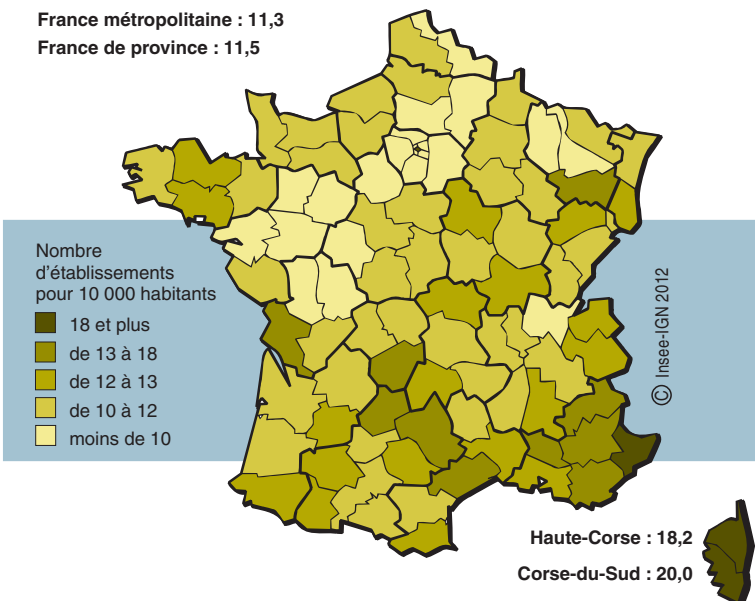 France métropolitaine : 11,3
France de province : 11,5
Nombre
d'établissements
pour 10 000 habitants
18 et plus
de 13 à 18
de 12 à 13
de 10 à 12
moins de 10
© Insee-IGN 2012
Haute-Corse : 18,2
Corse-du-Sud : 20,0